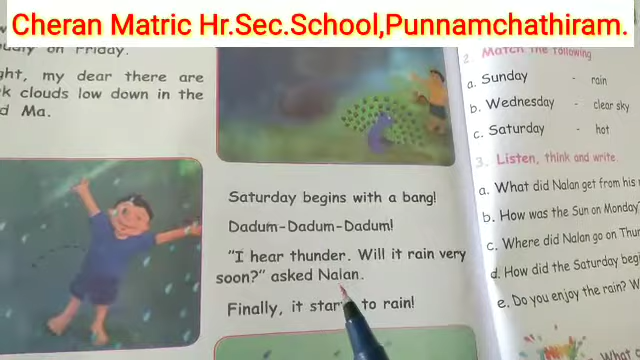 Cheran Matric Hr.Sec.School,Punnamchathiram.
on Friday.
my dear there are
clouds low down in the
Ma.
Saturday begins with a bang!
Dadum-Dadum-Dadum!
"I hear thunder. Will it rain very
soon?" asked Nalan.
Finally, it to rain!
2. Match the following
a. Sunday - rain
b. Wednesday - clear sky
c. Saturday - hot
3. Listen, think and write.
a. What did Nalan get from his
b. How was the Sun on Monday?
c. Where did Nalan go on
d. How did the Saturday
e. Do you enjoy the rain?
What